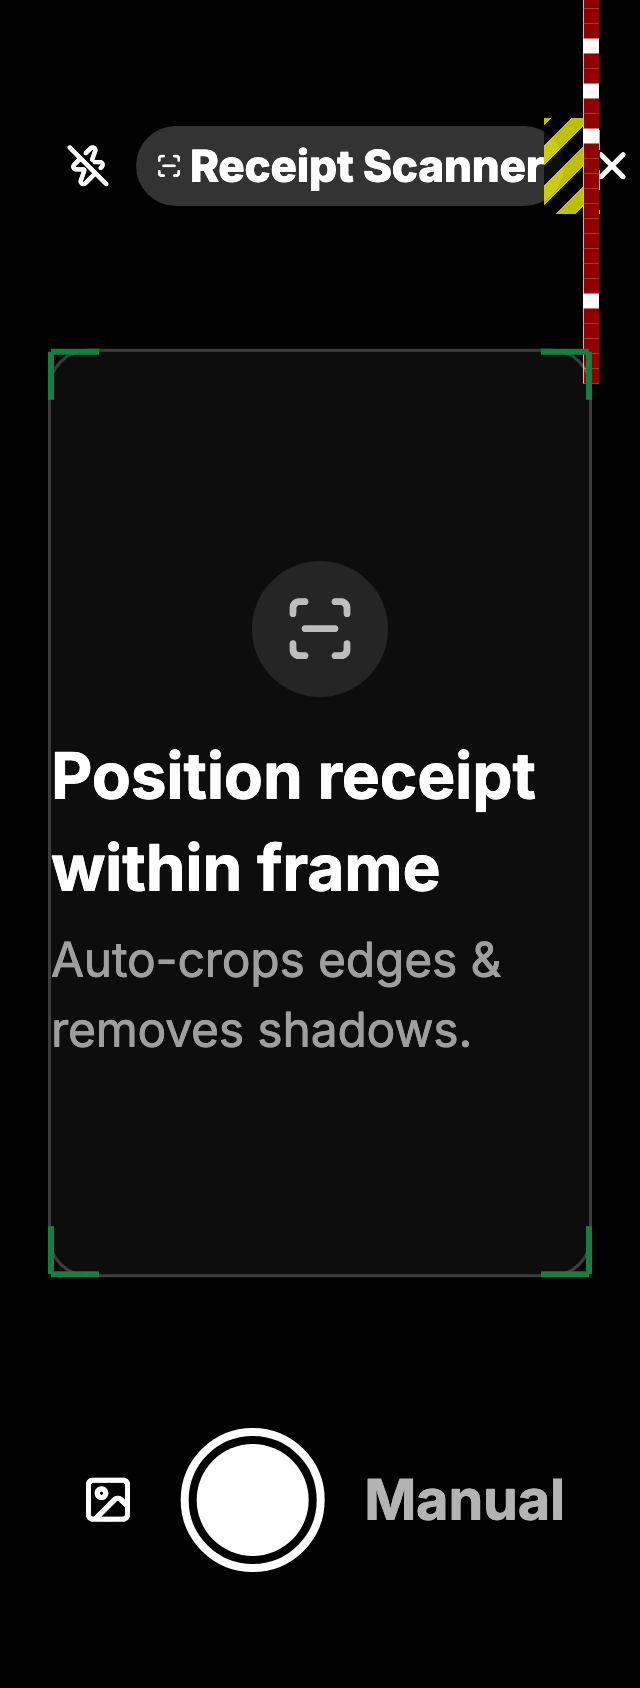 Receipt Scanner
Position receipt
within frame
Auto-crops edges &
removes shadows.
Manual